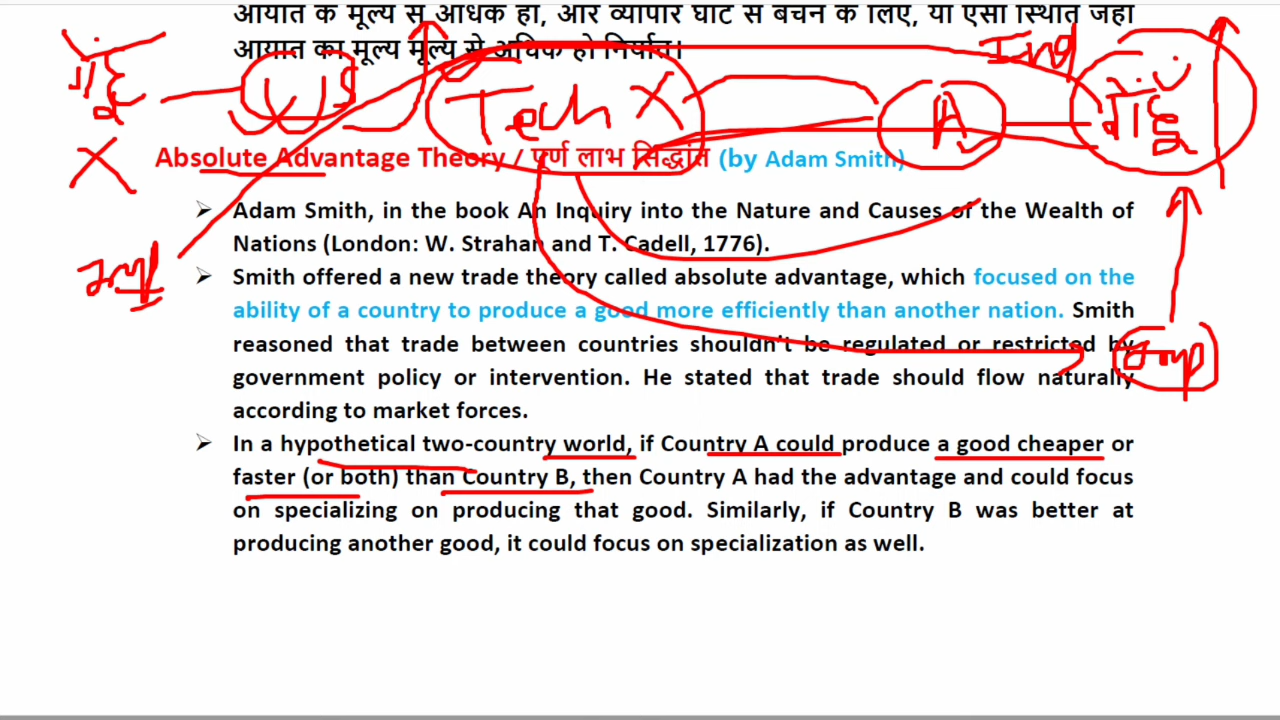 आयात के मूल्य से अधिक हो, और व्यापार घाटे से बचने के लिए, या ऐसी स्थिति जहां
आयात का मूल्य मूल्य से अधिक हो निर्यात।
Ind
गेहूँ US Tech X A गेहूँ
X
Absolute Advantage Theory / पूर्ण लाभ सिद्धांत (by Adam Smith)
➢ Adam Smith, in the book An Inquiry into the Nature and Causes of the Wealth of
Nations (London: W. Strahan and T. Cadell, 1776).
Imp
➢ Smith offered a new trade theory called absolute advantage, which focused on the
ability of a country to produce a good more efficiently than another nation. Smith
reasoned that trade between countries shouldn't be regulated or restricted by
Imp
government policy or intervention. He stated that trade should flow naturally
according to market forces.
➢ In a hypothetical two-country world, if Country A could produce a good cheaper or
faster (or both) than Country B, then Country A had the advantage and could focus
on specializing on producing that good. Similarly, if Country B was better at
producing another good, it could focus on specialization as well.